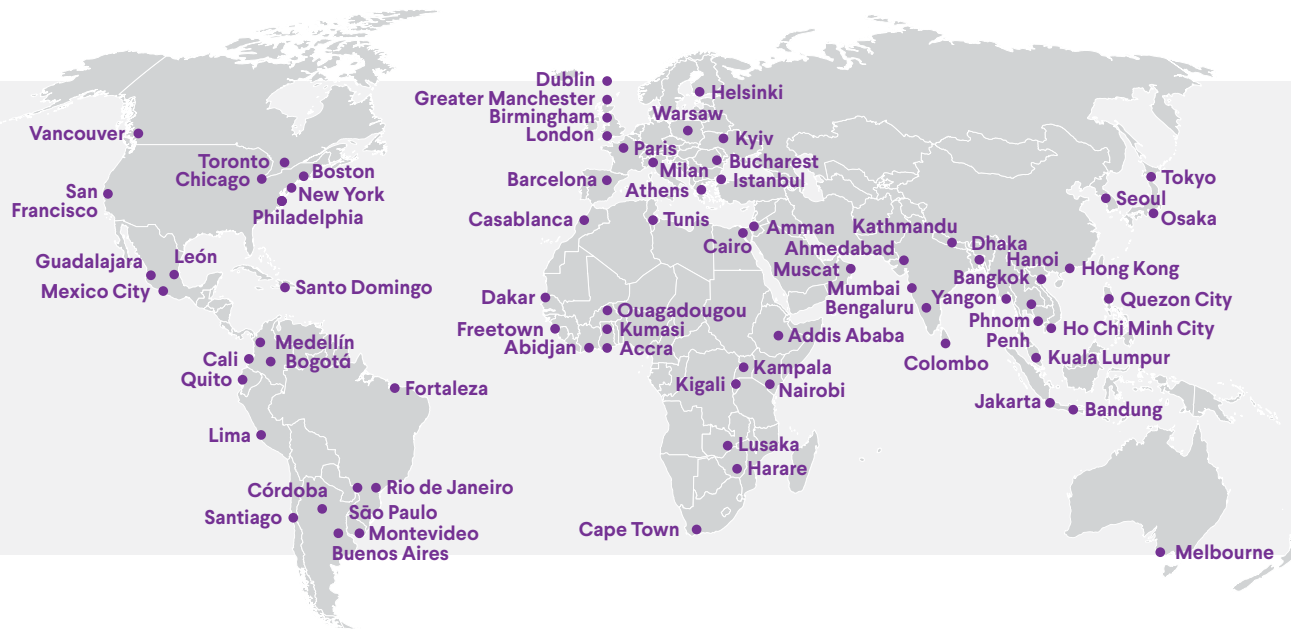 Dublin
Greater Manchester
Birmingham
London
Helsinki
Warsaw
Kyiv
Paris
Milan
Bucharest
Istanbul
Barcelona
Athens
Casablanca
Tunis
Amman
Cairo
Vancouver
Toronto
Chicago
Boston
New York
Philadelphia
San
Francisco
Guadalajara
León
Mexico City
Santo Domingo
Medellín
Cali
Bogotá
Quito
Fortaleza
Lima
Córdoba
Rio de Janeiro
São Paulo
Santiago
Montevideo
Buenos Aires
Dakar
Ouagadougou
Freetown
Kumasi
Abidjan
Accra
Addis Ababa
Kampala
Kigali
Nairobi
Lusaka
Harare
Cape Town
Kathmandu
Ahmedabad
Muscat
Mumbai
Bengaluru
Colombo
Dhaka
Hanoi
Bangkok
Yangon
Phnom
Penh
Hong Kong
Quezon City
Ho Chi Minh City
Kuala Lumpur
Jakarta
Bandung
Tokyo
Seoul
Osaka
Melbourne